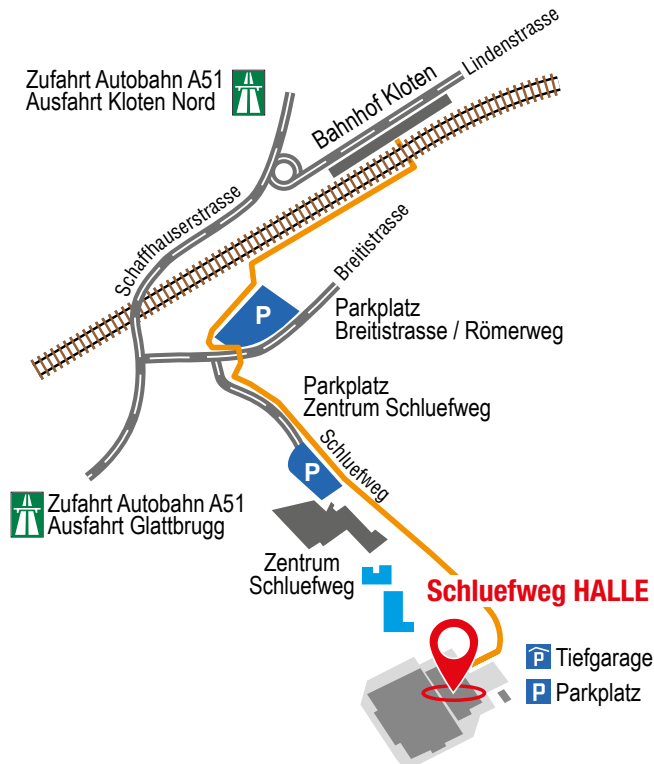 Zufahrt Autobahn A51
Ausfahrt Kloten Nord
Bahnhof Kloten
Lindenstrasse
Schaffhauserstrasse
Breitistrasse
P
Parkplatz
Breitistrasse / Römerweg
Parkplatz
Zentrum Schluefweg
Schluefweg
P
Zufahrt Autobahn A51
Ausfahrt Glattbrugg
Zentrum
Schluefweg
Schluefweg HALLE
P Tiefgarage
P Parkplatz